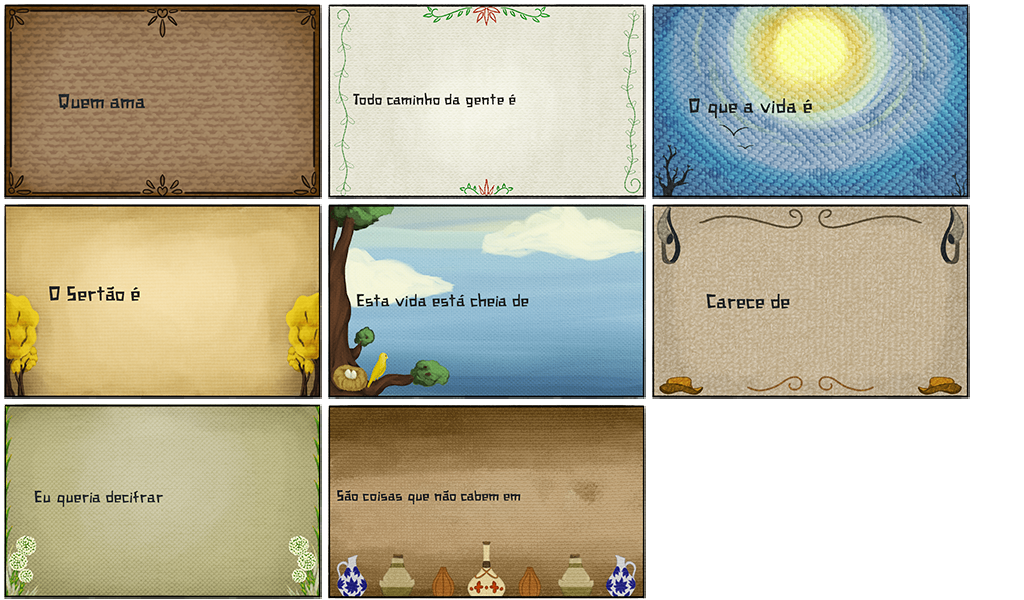 Quem ama
Todo caminho da gente é
O que a vida é
O Sertão é
Esta vida está cheia de
Carece de
Eu queria decifrar
São coisas que não cabem em